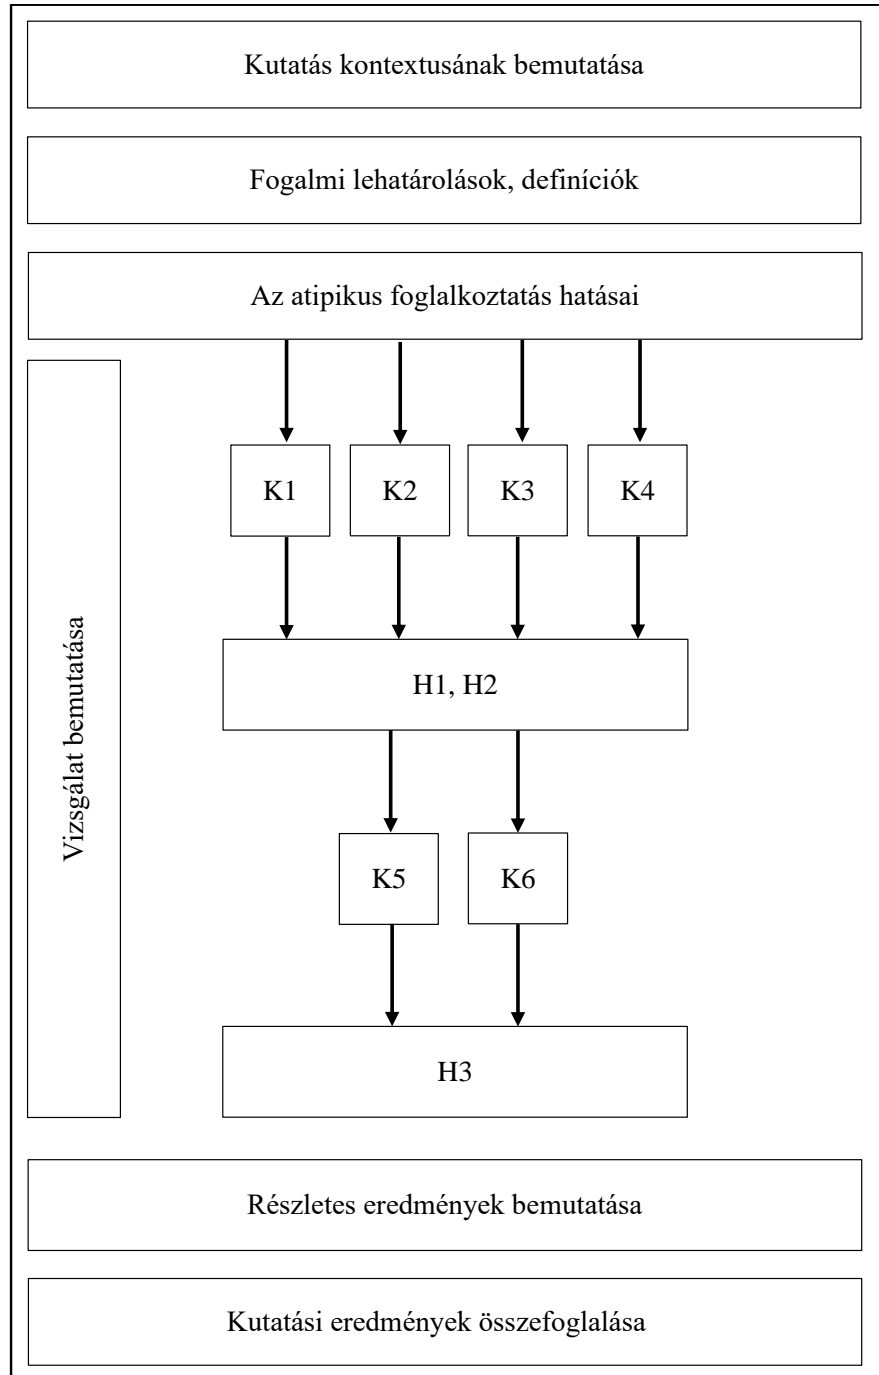 Kutatás kontextusának bemutatása
Fogalmi lehatárolások, definíciók
Az atipikus foglalkoztatás hatásai
Vizsgálat bemutatása
K1
K2
K3
K4
H1, H2
K5
K6
H3
Részletes eredmények bemutatása
Kutatási eredmények összefoglalása